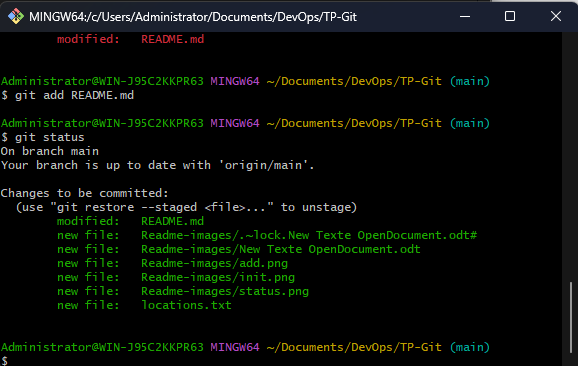 MINGW64:/c/Users/Administrator/Documents/DevOps/TP-Git
modified: README.md
Administrator@WIN-J95C2KKPR63 MINGW64 ~/Documents/DevOps/TP-Git (main)
$ git add README.md
Administrator@WIN-J95C2KKPR63 MINGW64 ~/Documents/DevOps/TP-Git (main)
$ git status
On branch main
Your branch is up to date with 'origin/main'.
Changes to be committed:
(use "git restore --staged <file>..." to unstage)
modified: README.md
new file: Readme-images/.~lock.New Texte OpenDocument.odt#
new file: Readme-images/New Texte OpenDocument.odt
new file: Readme-images/add.png
new file: Readme-images/init.png
new file: Readme-images/status.png
new file: locations.txt
Administrator@WIN-J95C2KKPR63 MINGW64 ~/Documents/DevOps/TP-Git (main)
$